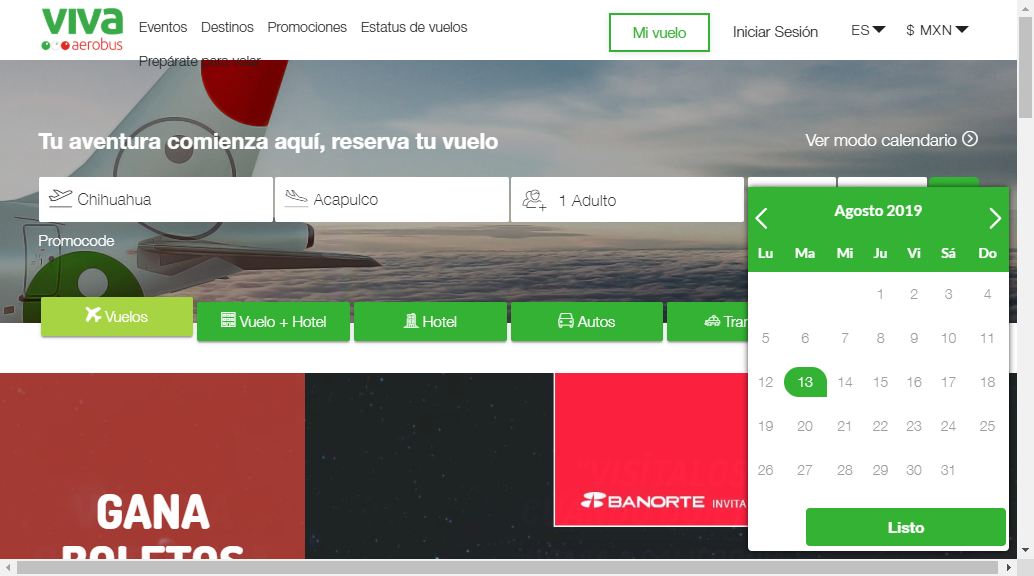 viva
aerobus
Eventos Destinos Promociones Estatus de vuelos
Prepárate para volar
Mi vuelo
Iniciar Sesión
ES
$ MXN
Tu aventura comienza aquí, reserva tu vuelo
Ver modo calendario
Chihuahua
Acapulco
1 Adulto
Promocode
Vuelos
Vuelo + Hotel
Hotel
Autos
Agosto 2019
Lu Ma Mi Ju Vi Sá Do
1 2 3 4
5 6 7 8 9 10 11
12 13 14 15 16 17 18
19 20 21 22 23 24 25
26 27 28 29 30 31
Listo
GANA
BOLETOS
"VISÍTALOS
BANORTE INVITA